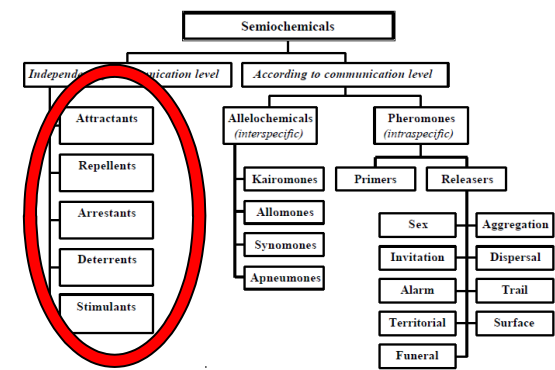 Semiochemicals
Independent communication level
According to communication level
Attractants
Repellents
Arrestants
Deterrents
Stimulants
Allelochemicals
(interspecific)
Kairomones
Allomones
Synomones
Apneumones
Pheromones
(intraspecific)
Primers
Releasers
Sex
Aggregation
Invitation
Dispersal
Alarm
Trail
Territorial
Surface
Funeral